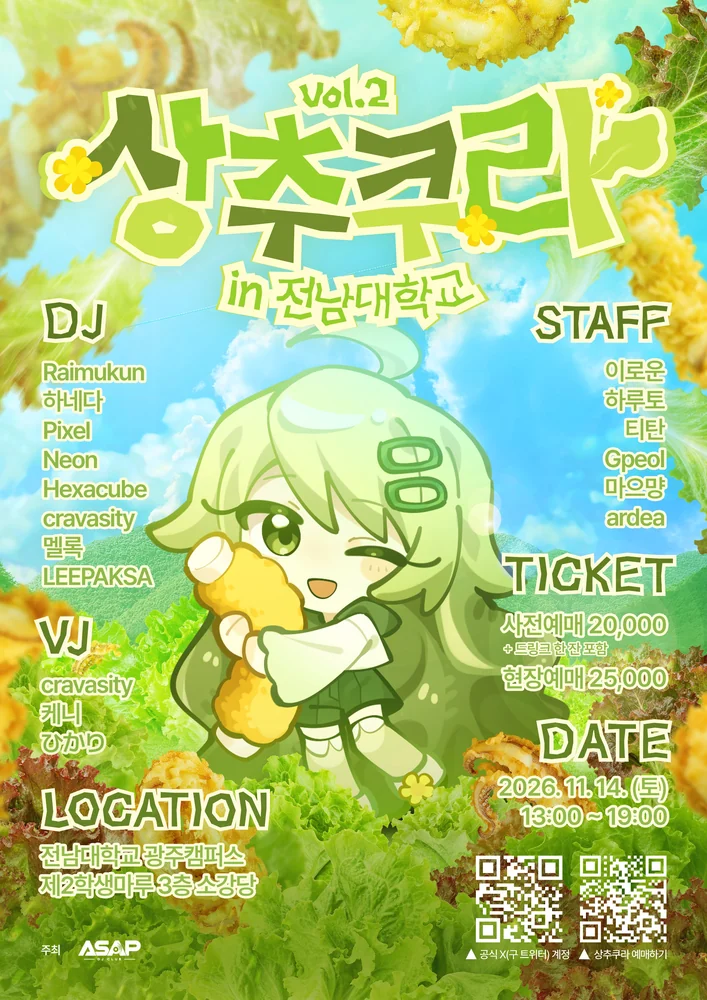 vol.2
상추쿠라
in 전남대학교
DJ
Raimukun
하네다
Pixel
Neon
Hexacube
cravasity
멜록
LEEPAKSA
VJ
cravasity
케니
ひかり
LOCATION
전남대학교 광주캠퍼스
제2학생마루 3층 소강당
주최 ASAP
DJ CLUB
STAFF
이로운
하루토
티탄
Gpeol
마으먕
ardea
TICKET
사전예매 20,000
+ 드링크 한 잔 포함
현장예매 25,000
DATE
2026. 11. 14. (토)
13:00 ~ 19:00
▲ 공식 X(구 트위터) 계정
▲ 상추쿠라 예매하기